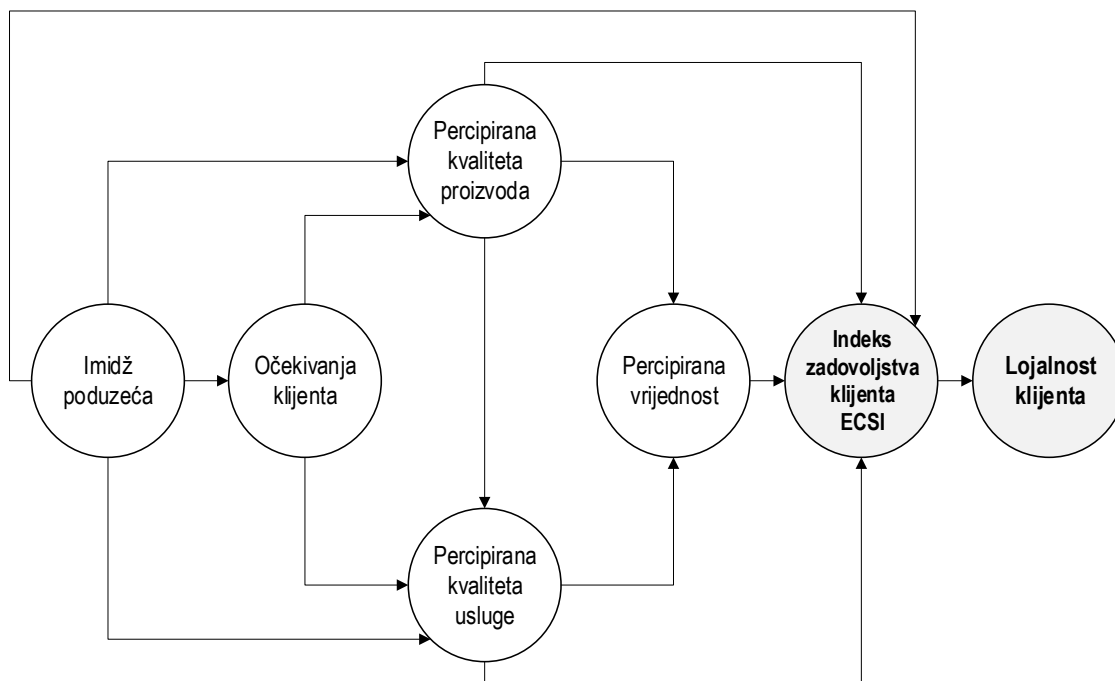 Percipirana
kvaliteta
proizvoda
Imidž
poduzeća
Očekivanja
klijenta
Percipirana
vrijednost
Indeks
zadovoljstva
klijenta
ECSI
Lojalnost
klijenta
Percipirana
kvaliteta
usluge